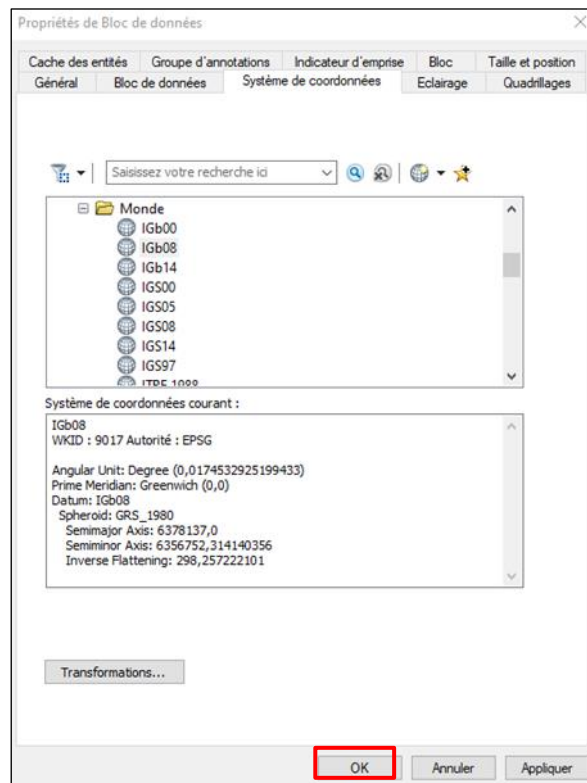 Propriétés de Bloc de données
Cache des entités Groupe d'annotations Indicateur d'emprise Bloc Taille et position
Général Bloc de données Système de coordonnées Eclairage Quadrillages
Saisissez votre recherche ici
Monde
IGb00
IGb08
IGb14
IGS00
IGS05
IGS08
IGS14
IGS97
ITRF 1988
Système de coordonnées courant :
IGb08
WKID : 9017 Autorité : EPSG
Angular Unit: Degree (0,0174532925199433)
Prime Meridian: Greenwich (0,0)
Datum: IGb08
Spheroid: GRS_1980
Semimajor Axis: 6378137,0
Semiminor Axis: 6356752,314140356
Inverse Flattening: 298,257222101
Transformations...
OK Annuler Appliquer